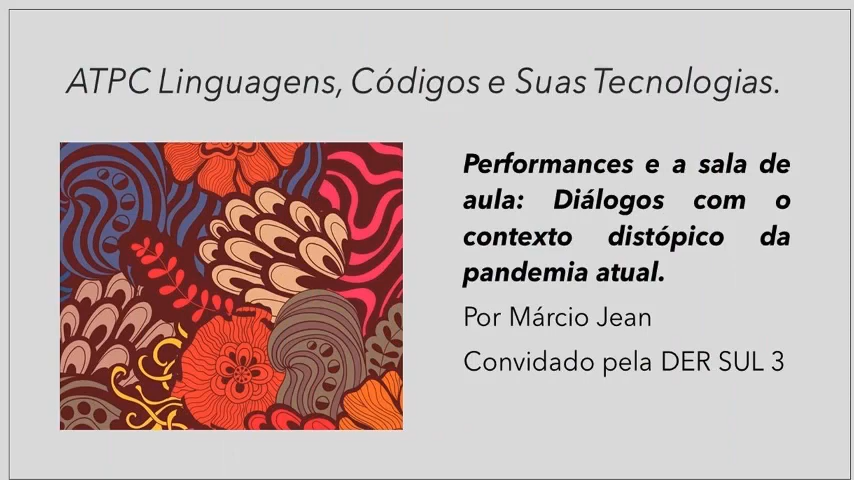 ATPC Linguagens, Códigos e Suas Tecnologias.
Performances e a sala de
aula: Diálogos com o
contexto distópico da
pandemia atual.
Por Márcio Jean
Convidado pela DER SUL 3